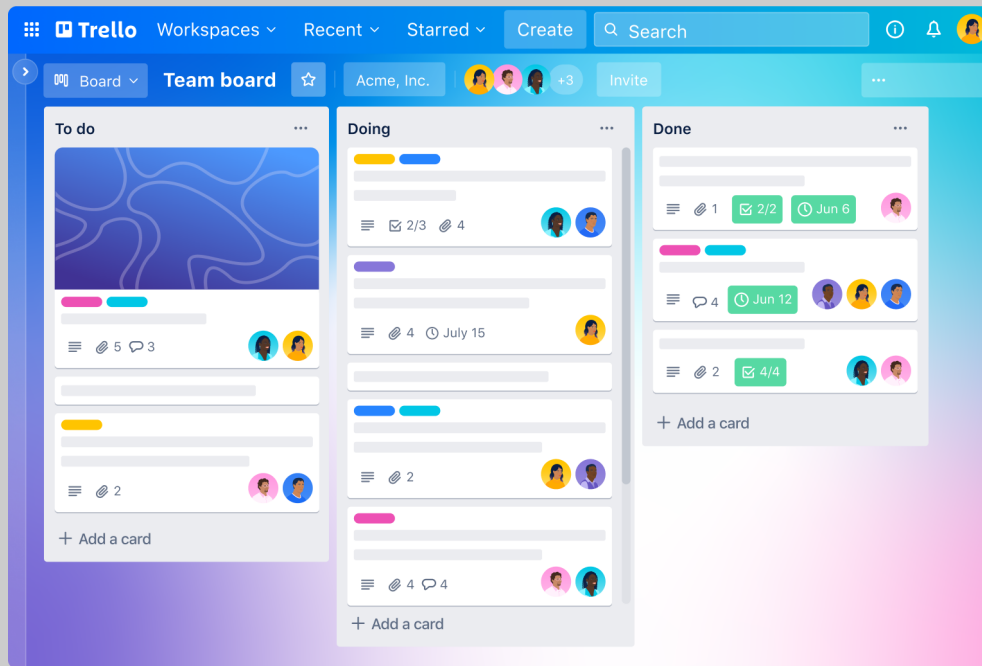 Trello Workspaces Recent Starred Create Search
Board Team board Acme, Inc. +3 Invite
To do
5 3
2
Add a card
Doing
2/3 4
4 July 15
2
4 4
Add a card
Done
1 2/2 Jun 6
4 Jun 12
2 4/4
Add a card